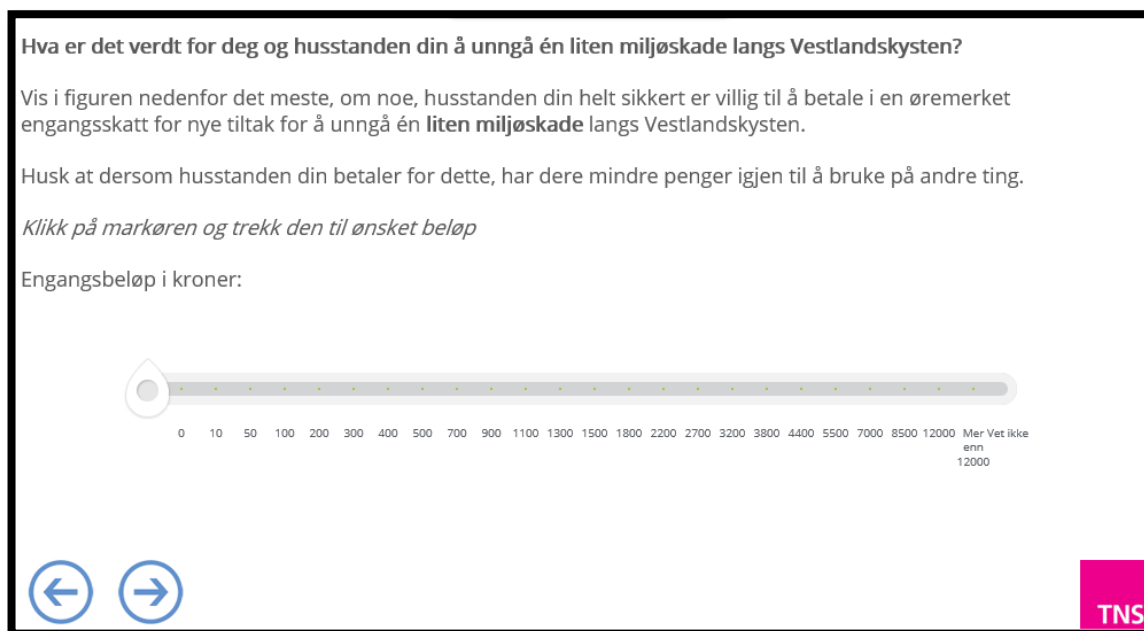 Hva er det verdt for deg og husstanden din å unngå én liten miljøskade langs Vestlandskysten?
Vis i figuren nedenfor det meste, om noe, husstanden din helt sikkert er villig til å betale i en øremerket
engangsskatt for nye tiltak for å unngå én liten miljøskade langs Vestlandskysten.
Husk at dersom husstanden din betaler for dette, har dere mindre penger igjen til å bruke på andre ting.
Klikk på markøren og trekk den til ønsket beløp
Engangsbeløp i kroner:
0 10 50 100 200 300 400 500 700 900 1100 1300 1500 1800 2200 2700 3200 3800 4400 5500 7000 8500 12000 Mer Vet ikke
enn
12000
TNS